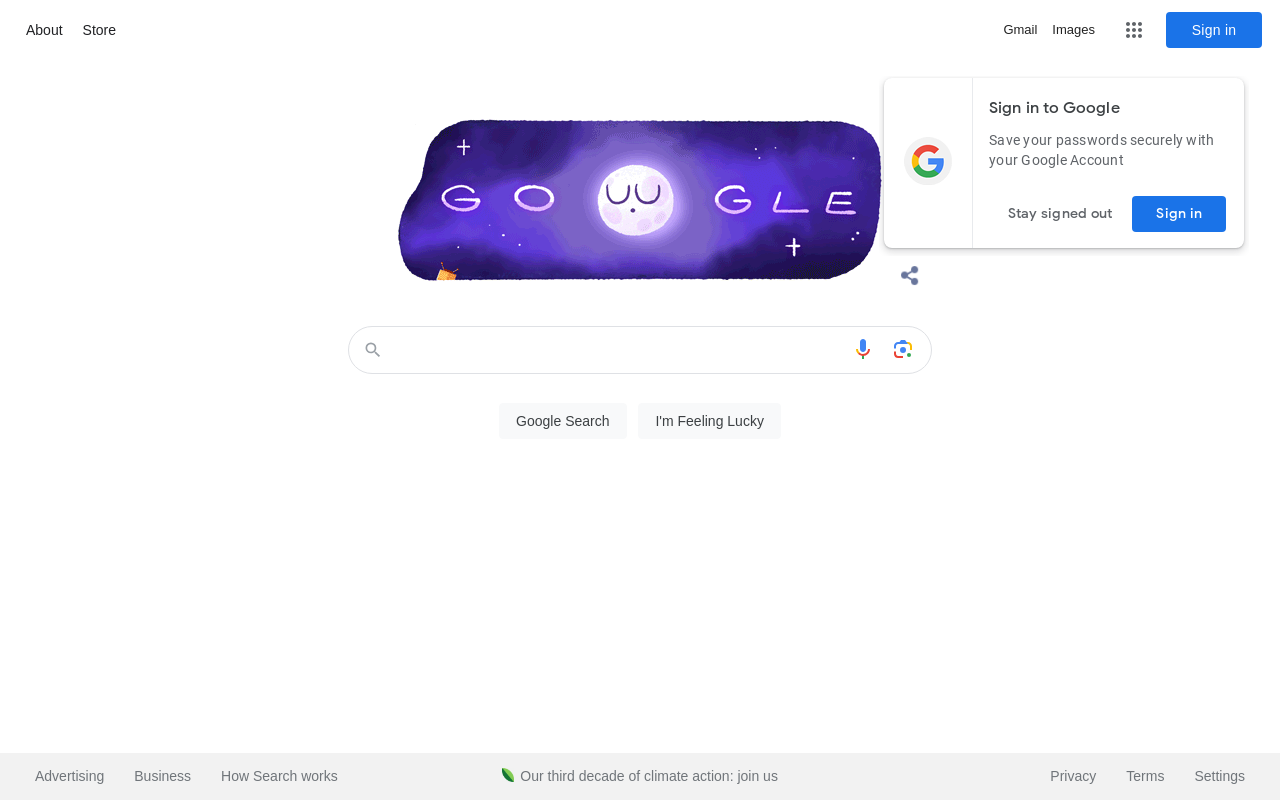 About Store
Gmail Images
Sign in
Sign in to Google
Save your passwords securely with
your Google Account
Stay signed out Sign in
G O GLE
Google Search I'm Feeling Lucky
Advertising Business How Search works
Our third decade of climate action: join us
Privacy Terms Settings